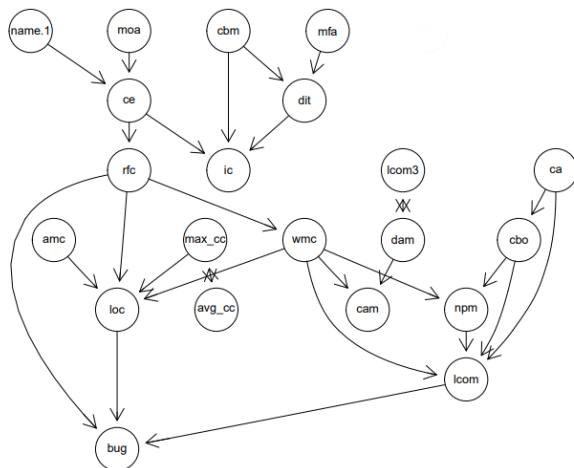 name.1 moa cbm mfa
ce dit
rfc ic lcom3 ca
amc max_cc wmc dam cbo
loc avg_cc cam npm
lcom
bug